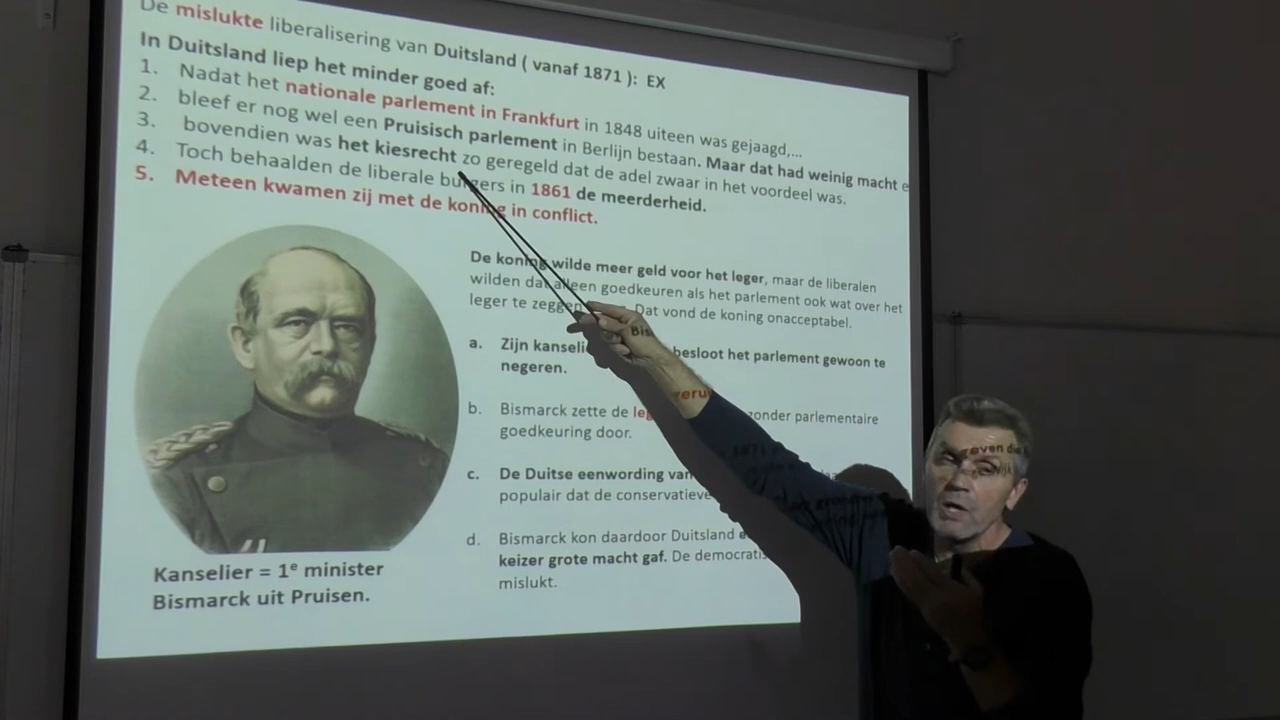 De mislukte liberalisering van Duitsland ( vanaf 1871 ): EX
In Duitsland liep het minder goed af:
1. Nadat het nationale parlement in Frankfurt in 1848 uiteen was gejaagd,...
2. bleef er nog wel een Pruisisch parlement in Berlijn bestaan. Maar dat had weinig macht e
3. bovendien was het kiesrecht zo geregeld dat de adel zwaar in het voordeel was.
4. Toch behaalden de liberale burgers in 1861 de meerderheid.
5. Meteen kwamen zij met de koning in conflict.
De koning wilde meer geld voor het leger, maar de liberalen
wilden dat alleen goedkeuren als het parlement ook wat over het
leger te zeggen Dat vond de koning onacceptabel.
a. Zijn kanselie Bis besloot het parlement gewoon te
negeren.
b. Bismarck zette de leg eru zonder parlementaire
goedkeuring door.
c. De Duitse eenwording van
populair dat de conservatieve
d. Bismarck kon daardoor Duitsland
keizer grote macht gaf. De democratis
mislukt.
Kanselier = 1e minister
Bismarck uit Pruisen.